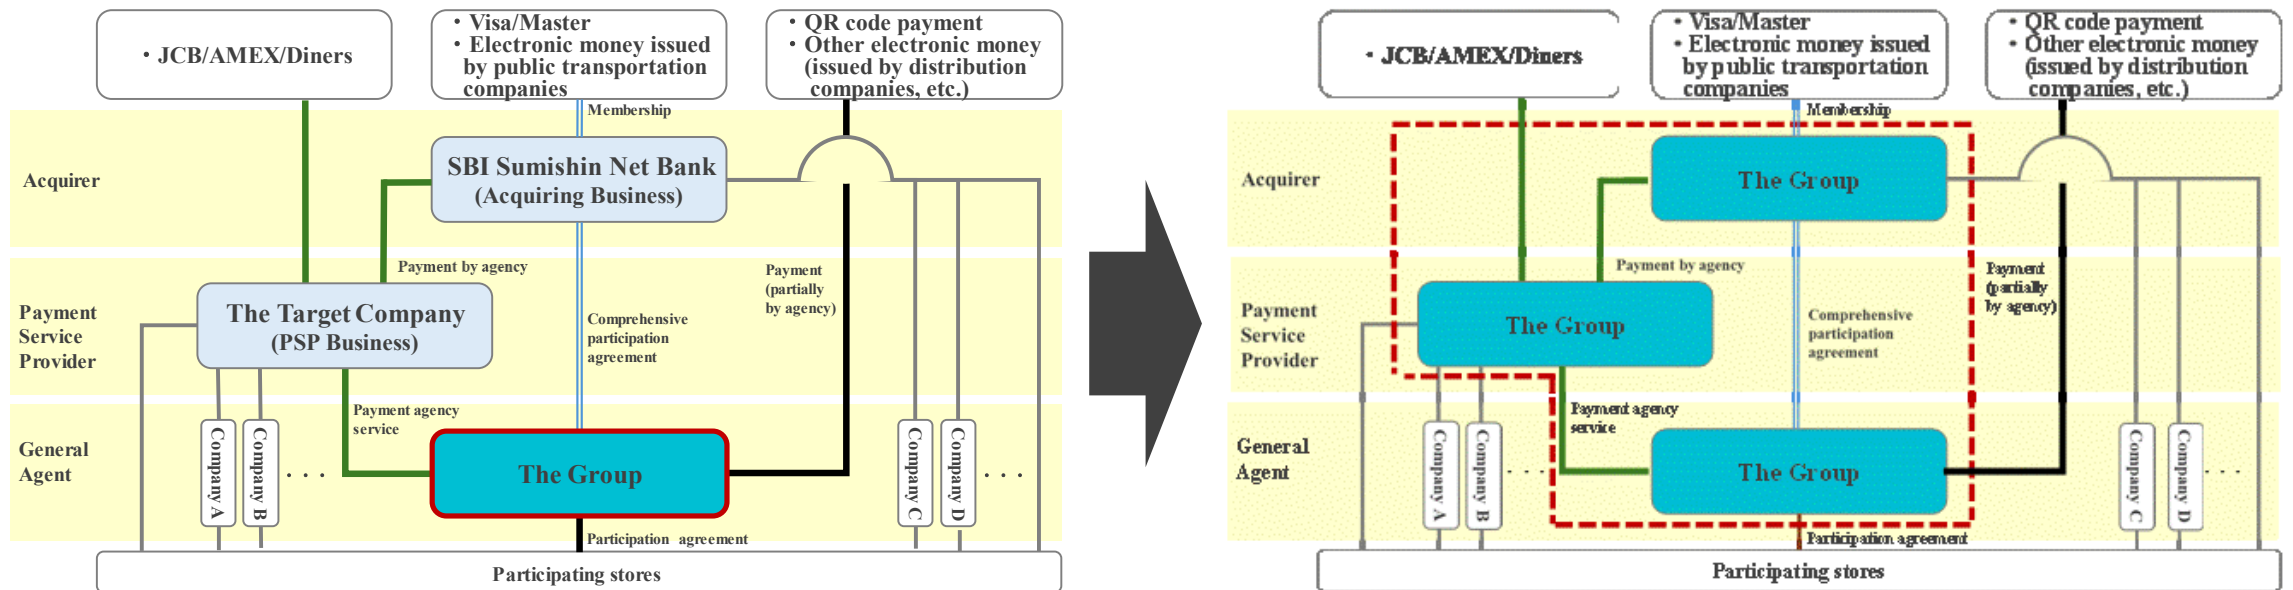 ・JCB/AMEX/Diners
・Visa/Master
・Electronic money issued
by public transportation
companies
・QR code payment
・Other electronic money
(issued by distribution
companies, etc.)
Membership
Acquirer
SBI Sumishin Net Bank
(Acquiring Business)
Payment by agency
Payment
(partially
by agency)
Payment
Service
Provider
The Target Company
(PSP Business)
Comprehensive
participation
agreement
Payment agency
service
General
Agent
Company A
Company B
· · ·
The Group
Company C
Company D
· · ·
Participation agreement
Participating stores
・JCB/AMEX/Diners
・Visa/Master
・Electronic money issued
by public transportation
companies
・QR code payment
・Other electronic money
(issued by distribution
companies, etc.)
Membership
Acquirer
The Group
Payment by agency
Payment
(partially
by agency)
Payment
Service
Provider
The Group
Comprehensive
participation
agreement
Payment agency
service
General
Agent
Company A
Company B
· · · ·
The Group
Company C
Company D
· · ·
Participation agreement
Participating stores